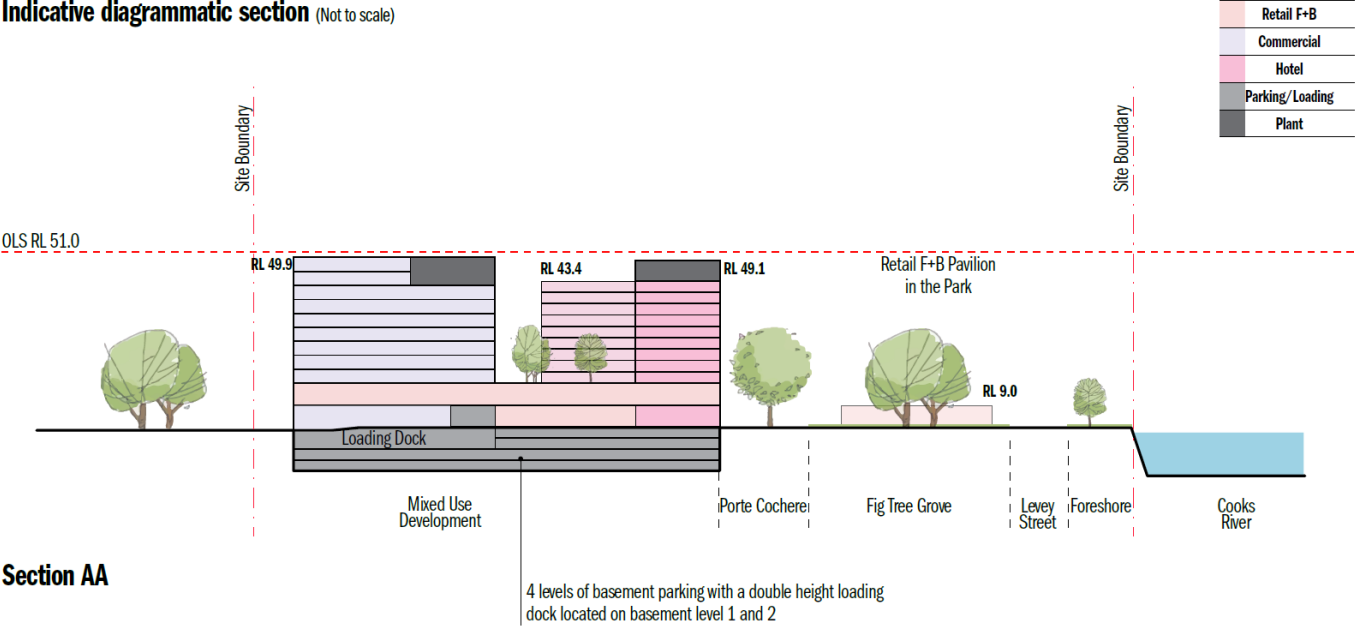 Indicative diagrammatic section (Not to scale)
Retail F+B
Commercial
Hotel
Parking/Loading
Plant
Site Boundary
Site Boundary
OLS RL 51.0
RL 49.9
RL 43.4
RL 49.1
Retail F+B Pavilion
in the Park
RL 9.0
Loading Dock
Mixed Use
Development
Porte Cocherer
Fig Tree Grove
Levey
Street
Foreshore
Cooks
River
Section AA
4 levels of basement parking with a double height loading
dock located on basement level 1 and 2